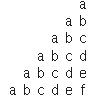 a
a b
a b c
a b c d
a b c d e
a b c d e f